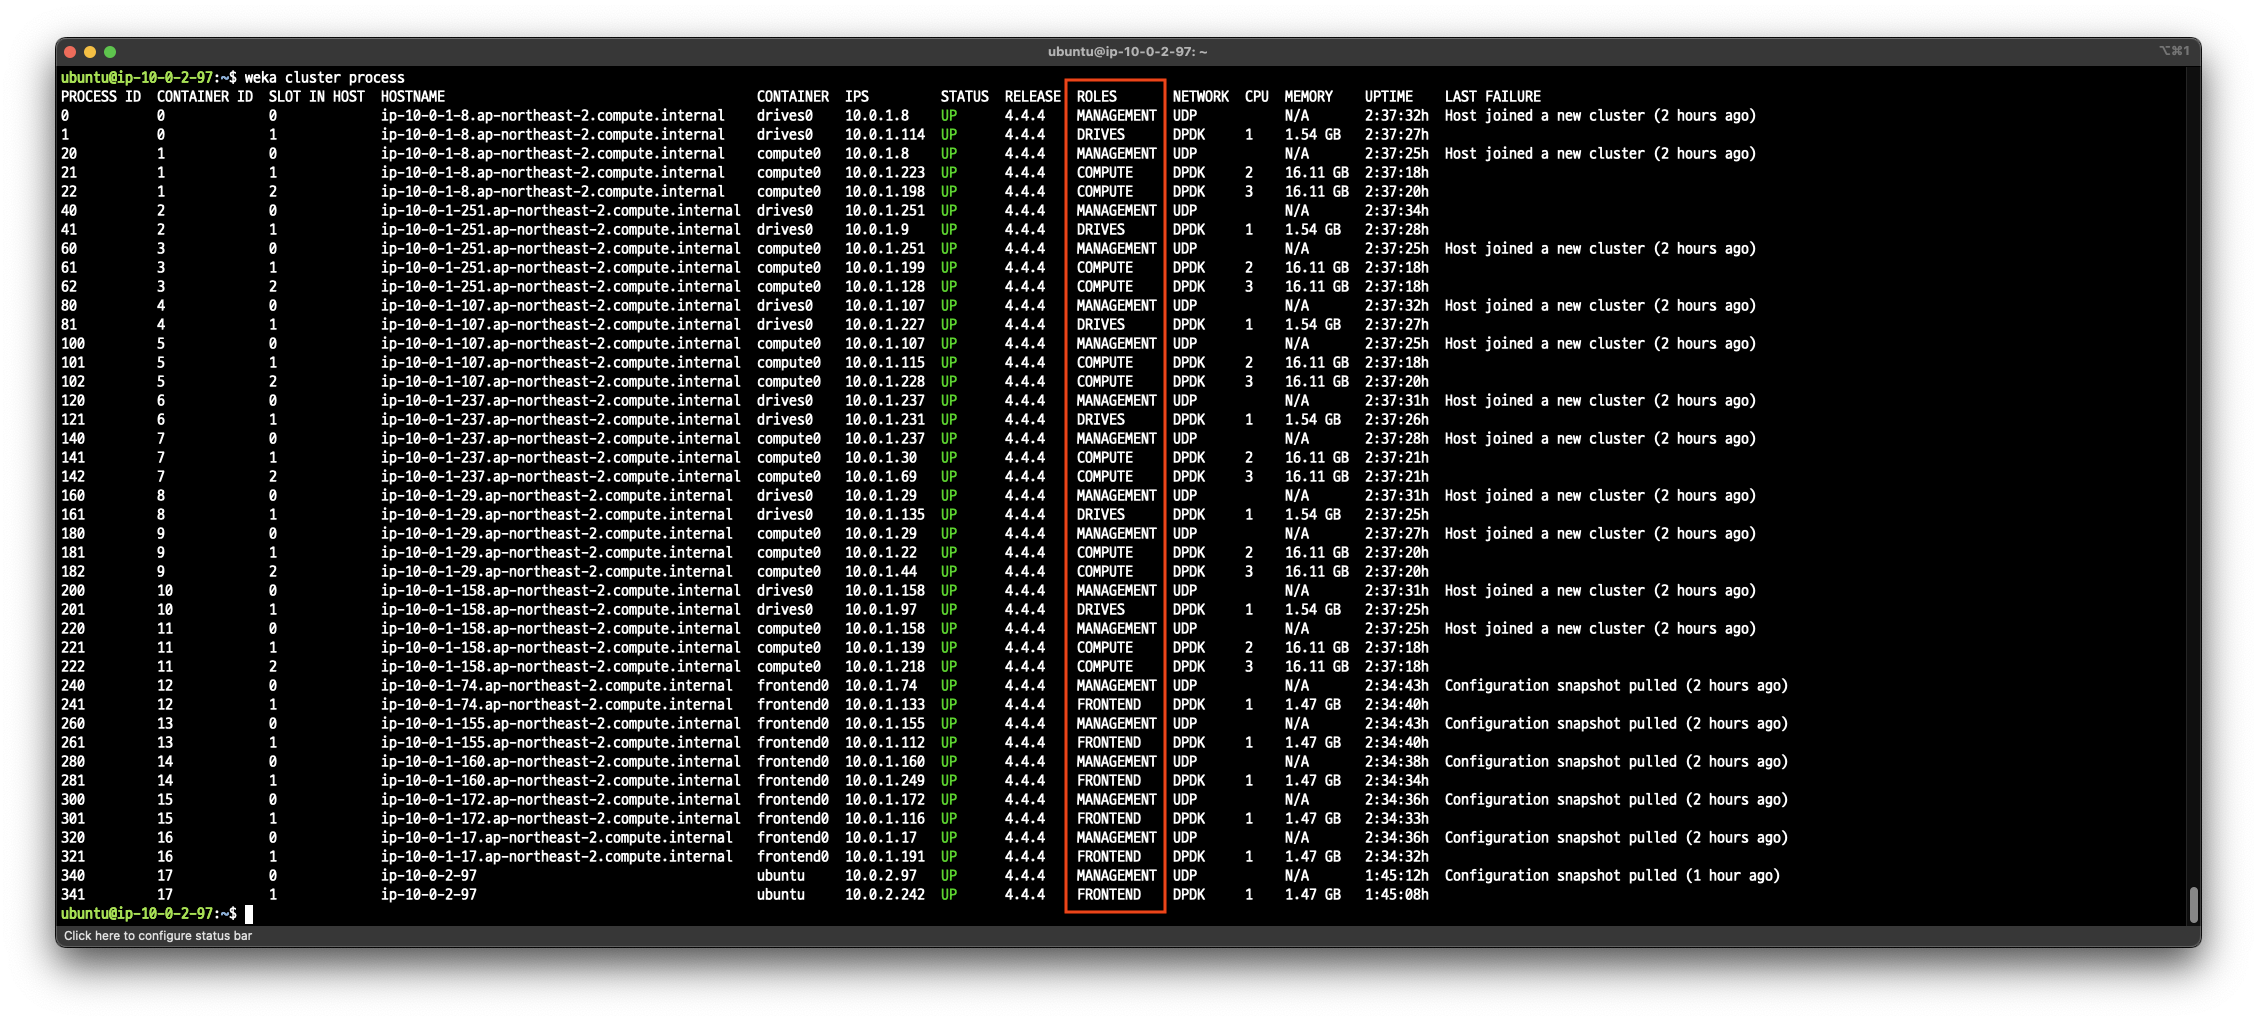 ubuntu@ip-10-0-2-97: ~
⌥⌘1
ubuntu@ip-10-0-2-97:~$ weka cluster process
PROCESS ID  CONTAINER ID  SLOT IN HOST  HOSTNAME  CONTAINER  IPS  STATUS  RELEASE  ROLES  NETWORK  CPU  MEMORY  UPTIME  LAST FAILURE
0  0  0  ip-10-0-1-8.ap-northeast-2.compute.internal  drives0  10.0.1.8  UP  4.4.4  MANAGEMENT  UDP  N/A  2:37:32h  Host joined a new cluster (2 hours ago)
1  0  1  ip-10-0-1-8.ap-northeast-2.compute.internal  drives0  10.0.1.114  UP  4.4.4  DRIVES  DPDK  1  1.54 GB  2:37:27h
20  1  0  ip-10-0-1-8.ap-northeast-2.compute.internal  compute0  10.0.1.8  UP  4.4.4  MANAGEMENT  UDP  N/A  2:37:25h  Host joined a new cluster (2 hours ago)
21  1  1  ip-10-0-1-8.ap-northeast-2.compute.internal  compute0  10.0.1.223  UP  4.4.4  COMPUTE  DPDK  2  16.11 GB  2:37:18h
22  1  2  ip-10-0-1-8.ap-northeast-2.compute.internal  compute0  10.0.1.198  UP  4.4.4  COMPUTE  DPDK  3  16.11 GB  2:37:20h
40  2  0  ip-10-0-1-251.ap-northeast-2.compute.internal  drives0  10.0.1.251  UP  4.4.4  MANAGEMENT  UDP  N/A  2:37:34h
41  2  1  ip-10-0-1-251.ap-northeast-2.compute.internal  drives0  10.0.1.9  UP  4.4.4  DRIVES  DPDK  1  1.54 GB  2:37:28h
60  3  0  ip-10-0-1-251.ap-northeast-2.compute.internal  compute0  10.0.1.251  UP  4.4.4  MANAGEMENT  UDP  N/A  2:37:25h  Host joined a new cluster (2 hours ago)
61  3  1  ip-10-0-1-251.ap-northeast-2.compute.internal  compute0  10.0.1.199  UP  4.4.4  COMPUTE  DPDK  2  16.11 GB  2:37:18h
62  3  2  ip-10-0-1-251.ap-northeast-2.compute.internal  compute0  10.0.1.128  UP  4.4.4  COMPUTE  DPDK  3  16.11 GB  2:37:18h
80  4  0  ip-10-0-1-107.ap-northeast-2.compute.internal  drives0  10.0.1.107  UP  4.4.4  MANAGEMENT  UDP  N/A  2:37:32h  Host joined a new cluster (2 hours ago)
81  4  1  ip-10-0-1-107.ap-northeast-2.compute.internal  drives0  10.0.1.227  UP  4.4.4  DRIVES  DPDK  1  1.54 GB  2:37:27h
100  5  0  ip-10-0-1-107.ap-northeast-2.compute.internal  compute0  10.0.1.107  UP  4.4.4  MANAGEMENT  UDP  N/A  2:37:25h  Host joined a new cluster (2 hours ago)
101  5  1  ip-10-0-1-107.ap-northeast-2.compute.internal  compute0  10.0.1.115  UP  4.4.4  COMPUTE  DPDK  2  16.11 GB  2:37:18h
102  5  2  ip-10-0-1-107.ap-northeast-2.compute.internal  compute0  10.0.1.228  UP  4.4.4  COMPUTE  DPDK  3  16.11 GB  2:37:20h
120  6  0  ip-10-0-1-237.ap-northeast-2.compute.internal  drives0  10.0.1.237  UP  4.4.4  MANAGEMENT  UDP  N/A  2:37:31h  Host joined a new cluster (2 hours ago)
121  6  1  ip-10-0-1-237.ap-northeast-2.compute.internal  drives0  10.0.1.231  UP  4.4.4  DRIVES  DPDK  1  1.54 GB  2:37:26h
140  7  0  ip-10-0-1-237.ap-northeast-2.compute.internal  compute0  10.0.1.237  UP  4.4.4  MANAGEMENT  UDP  N/A  2:37:28h  Host joined a new cluster (2 hours ago)
141  7  1  ip-10-0-1-237.ap-northeast-2.compute.internal  compute0  10.0.1.30  UP  4.4.4  COMPUTE  DPDK  2  16.11 GB  2:37:21h
142  7  2  ip-10-0-1-237.ap-northeast-2.compute.internal  compute0  10.0.1.69  UP  4.4.4  COMPUTE  DPDK  3  16.11 GB  2:37:21h
160  8  0  ip-10-0-1-29.ap-northeast-2.compute.internal  drives0  10.0.1.29  UP  4.4.4  MANAGEMENT  UDP  N/A  2:37:31h  Host joined a new cluster (2 hours ago)
161  8  1  ip-10-0-1-29.ap-northeast-2.compute.internal  drives0  10.0.1.135  UP  4.4.4  DRIVES  DPDK  1  1.54 GB  2:37:25h
180  9  0  ip-10-0-1-29.ap-northeast-2.compute.internal  compute0  10.0.1.29  UP  4.4.4  MANAGEMENT  UDP  N/A  2:37:27h  Host joined a new cluster (2 hours ago)
181  9  1  ip-10-0-1-29.ap-northeast-2.compute.internal  compute0  10.0.1.22  UP  4.4.4  COMPUTE  DPDK  2  16.11 GB  2:37:20h
182  9  2  ip-10-0-1-29.ap-northeast-2.compute.internal  compute0  10.0.1.44  UP  4.4.4  COMPUTE  DPDK  3  16.11 GB  2:37:20h
200  10  0  ip-10-0-1-158.ap-northeast-2.compute.internal  drives0  10.0.1.158  UP  4.4.4  MANAGEMENT  UDP  N/A  2:37:31h  Host joined a new cluster (2 hours ago)
201  10  1  ip-10-0-1-158.ap-northeast-2.compute.internal  drives0  10.0.1.97  UP  4.4.4  DRIVES  DPDK  1  1.54 GB  2:37:25h
220  11  0  ip-10-0-1-158.ap-northeast-2.compute.internal  compute0  10.0.1.158  UP  4.4.4  MANAGEMENT  UDP  N/A  2:37:25h  Host joined a new cluster (2 hours ago)
221  11  1  ip-10-0-1-158.ap-northeast-2.compute.internal  compute0  10.0.1.139  UP  4.4.4  COMPUTE  DPDK  2  16.11 GB  2:37:18h
222  11  2  ip-10-0-1-158.ap-northeast-2.compute.internal  compute0  10.0.1.218  UP  4.4.4  COMPUTE  DPDK  3  16.11 GB  2:37:18h
240  12  0  ip-10-0-1-74.ap-northeast-2.compute.internal  frontend0  10.0.1.74  UP  4.4.4  MANAGEMENT  UDP  N/A  2:34:43h  Configuration snapshot pulled (2 hours ago)
241  12  1  ip-10-0-1-74.ap-northeast-2.compute.internal  frontend0  10.0.1.133  UP  4.4.4  FRONTEND  DPDK  1  1.47 GB  2:34:40h
260  13  0  ip-10-0-1-155.ap-northeast-2.compute.internal  frontend0  10.0.1.155  UP  4.4.4  MANAGEMENT  UDP  N/A  2:34:43h  Configuration snapshot pulled (2 hours ago)
261  13  1  ip-10-0-1-155.ap-northeast-2.compute.internal  frontend0  10.0.1.112  UP  4.4.4  FRONTEND  DPDK  1  1.47 GB  2:34:40h
280  14  0  ip-10-0-1-160.ap-northeast-2.compute.internal  frontend0  10.0.1.160  UP  4.4.4  MANAGEMENT  UDP  N/A  2:34:38h  Configuration snapshot pulled (2 hours ago)
281  14  1  ip-10-0-1-160.ap-northeast-2.compute.internal  frontend0  10.0.1.249  UP  4.4.4  FRONTEND  DPDK  1  1.47 GB  2:34:34h
300  15  0  ip-10-0-1-172.ap-northeast-2.compute.internal  frontend0  10.0.1.172  UP  4.4.4  MANAGEMENT  UDP  N/A  2:34:36h  Configuration snapshot pulled (2 hours ago)
301  15  1  ip-10-0-1-172.ap-northeast-2.compute.internal  frontend0  10.0.1.116  UP  4.4.4  FRONTEND  DPDK  1  1.47 GB  2:34:33h
320  16  0  ip-10-0-1-17.ap-northeast-2.compute.internal  frontend0  10.0.1.17  UP  4.4.4  MANAGEMENT  UDP  N/A  2:34:36h  Configuration snapshot pulled (2 hours ago)
321  16  1  ip-10-0-1-17.ap-northeast-2.compute.internal  frontend0  10.0.1.191  UP  4.4.4  FRONTEND  DPDK  1  1.47 GB  2:34:32h
340  17  0  ip-10-0-2-97  ubuntu  10.0.2.97  UP  4.4.4  MANAGEMENT  UDP  N/A  1:45:12h  Configuration snapshot pulled (1 hour ago)
341  17  1  ip-10-0-2-97  ubuntu  10.0.2.242  UP  4.4.4  FRONTEND  DPDK  1  1.47 GB  1:45:08h
ubuntu@ip-10-0-2-97:~$
Click here to configure status bar